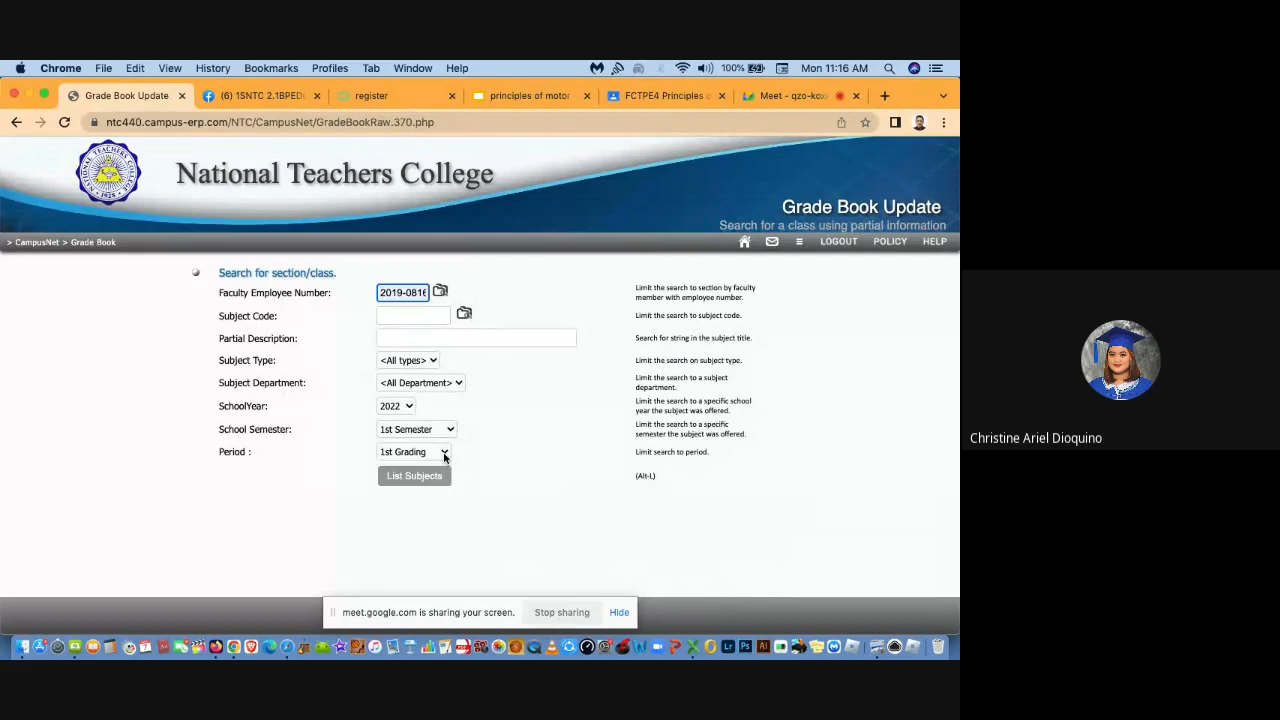 Chrome File Edit View History Bookmarks Profiles Tab Window Help 100% Mon 11:16 AM
Grade Book Update (6) 1SNTC 2.1BPED register principles of motor FCTPE4 Principles o Meet - qzo-kox
ntc440.campus-erp.com/NTC/CampusNet/GradeBookRaw.370.php
National Teachers College
Grade Book Update
Search for a class using partial information
> CampusNet > Grade Book LOGOUT POLICY HELP
Search for section/class.
Faculty Employee Number: 2019-0816 Limit the search to section by faculty
member with employee number.
Subject Code: Limit the search to subject code.
Partial Description: Search for string in the subject title.
Subject Type: <All types> Limit the search on subject type.
Subject Department: <All Department> Limit the search to a subject
department.
SchoolYear: 2022 Limit the search to a specific school
year the subject was offered.
School Semester: 1st Semester Limit the search to a specific
semester the subject was offered.
Period : 1st Grading Limit search to period.
List Subjects (Alt-L)
Christine Ariel Dioquino
meet.google.com is sharing your screen. Stop sharing Hide